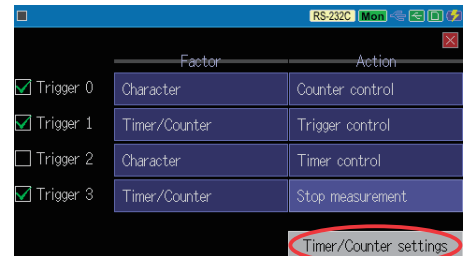 RS-232C Mon
Factor Action
Trigger 0 Character Counter control
Trigger 1 Timer/Counter Trigger control
Trigger 2 Character Timer control
Trigger 3 Timer/Counter Stop measurement
Timer/Counter settings